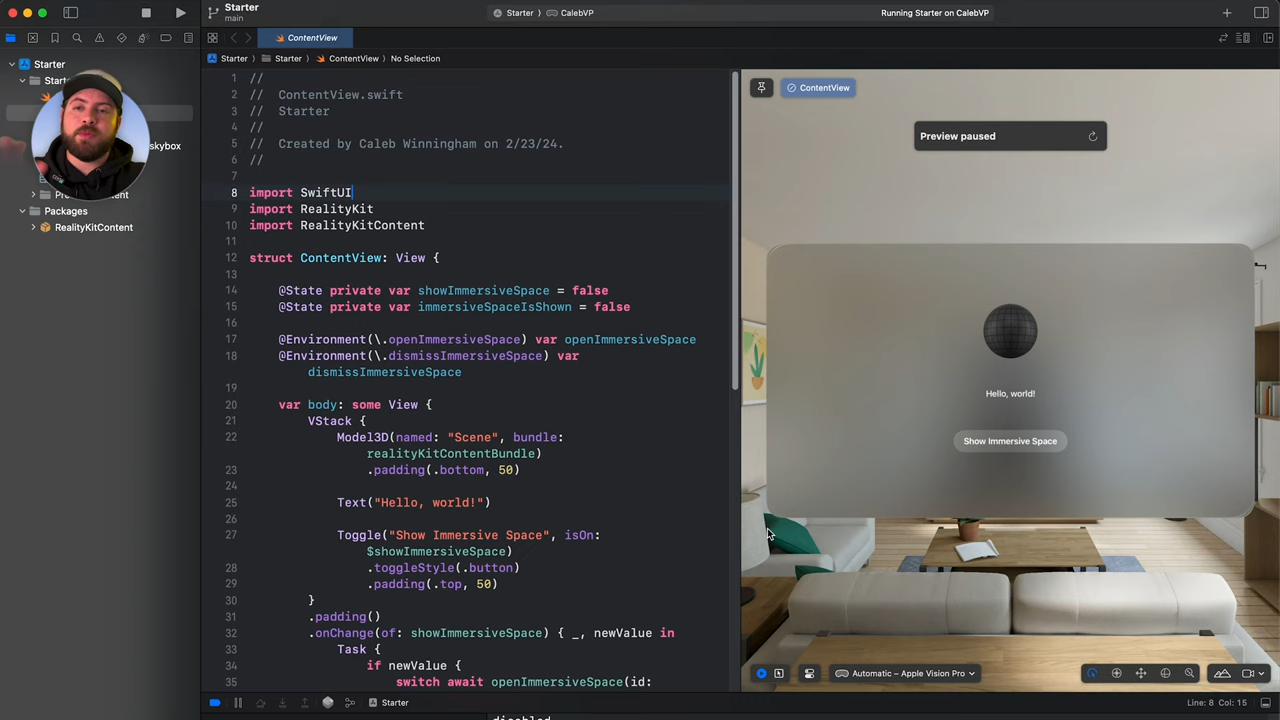 Starter
main
Starter
CalebVP
Running Starter on CalebVP
ContentView
Starter
Starter
ContentView
No Selection
Starter
skybox
Packages
RealityKitContent
1 //
2 // ContentView.swift
3 // Starter
4 //
5 // Created by Caleb Winningham on 2/23/24.
6 //
7
8 import SwiftUI
9 import RealityKit
10 import RealityKitContent
11
12 struct ContentView: View {
13
14 @State private var showImmersiveSpace = false
15 @State private var immersiveSpaceIsShown = false
16
17 @Environment(\.openImmersiveSpace) var openImmersiveSpace
18 @Environment(\.dismissImmersiveSpace) var
dismissImmersiveSpace
19
20 var body: some View {
21 VStack {
22 Model3D(named: "Scene", bundle:
realityKitContentBundle)
23 .padding(.bottom, 50)
24
25 Text("Hello, world!")
26
27 Toggle("Show Immersive Space", isOn:
$showImmersiveSpace)
28 .toggleStyle(.button)
29 .padding(.top, 50)
30 }
31 .padding()
32 .onChange(of: showImmersiveSpace) { _, newValue in
33 Task {
34 if newValue {
35 switch await openImmersiveSpace(id:
ContentView
Preview paused
Hello, world!
Show Immersive Space
Automatic – Apple Vision Pro
Starter
Line: 8 Col: 15